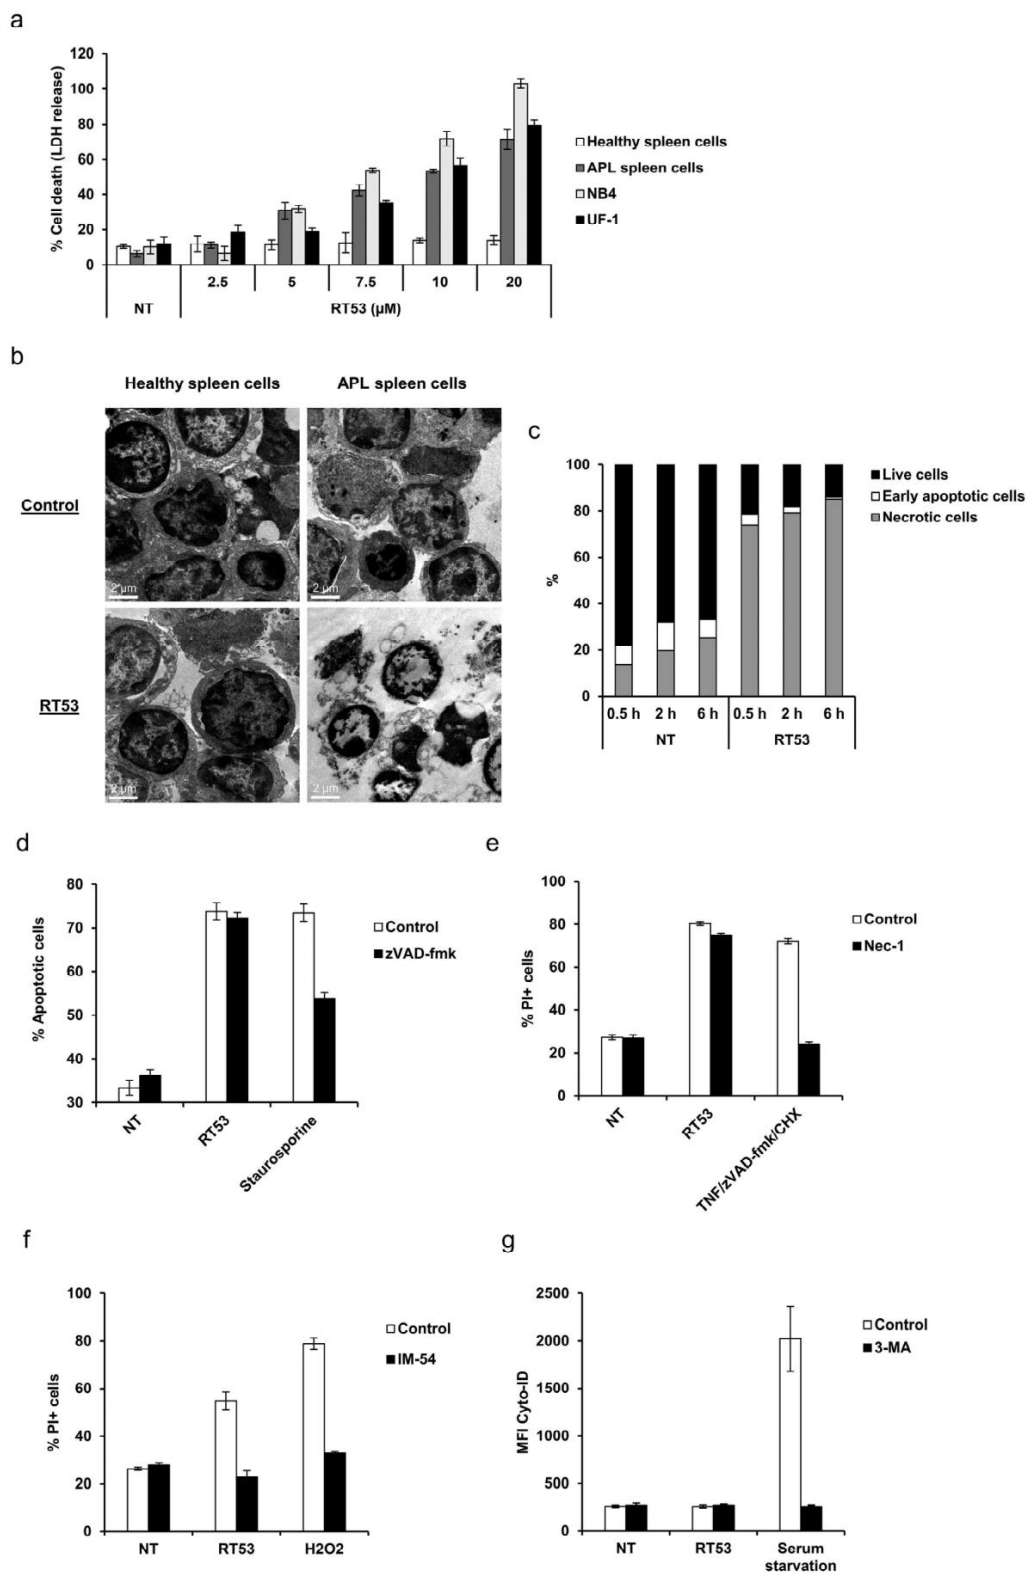 a
% Cell death (LDH release)
120
100
80
60
40
20
0
2.5
5
7.5
10
20
NT
RT53 (µM)
Healthy spleen cells
APL spleen cells
NB4
UF-1
b
Healthy spleen cells
APL spleen cells
Control
RT53
2 µm
2 µm
2 µm
2 µm
c
%
100
80
60
40
20
0
0.5 h
2 h
6 h
0.5 h
2 h
6 h
NT
RT53
Live cells
Early apoptotic cells
Necrotic cells
d
% Apoptotic cells
80
70
60
50
40
30
NT
RT53
Staurosporine
Control
zVAD-fmk
e
% PI+ cells
100
80
60
40
20
0
NT
RT53
TNF/zVAD-fmk/CHX
Control
Nec-1
f
% PI+ cells
100
80
60
40
20
0
NT
RT53
H2O2
Control
IM-54
g
MFI Cyto-ID
2500
2000
1500
1000
500
0
NT
RT53
Serum
starvation
Control
3-MA